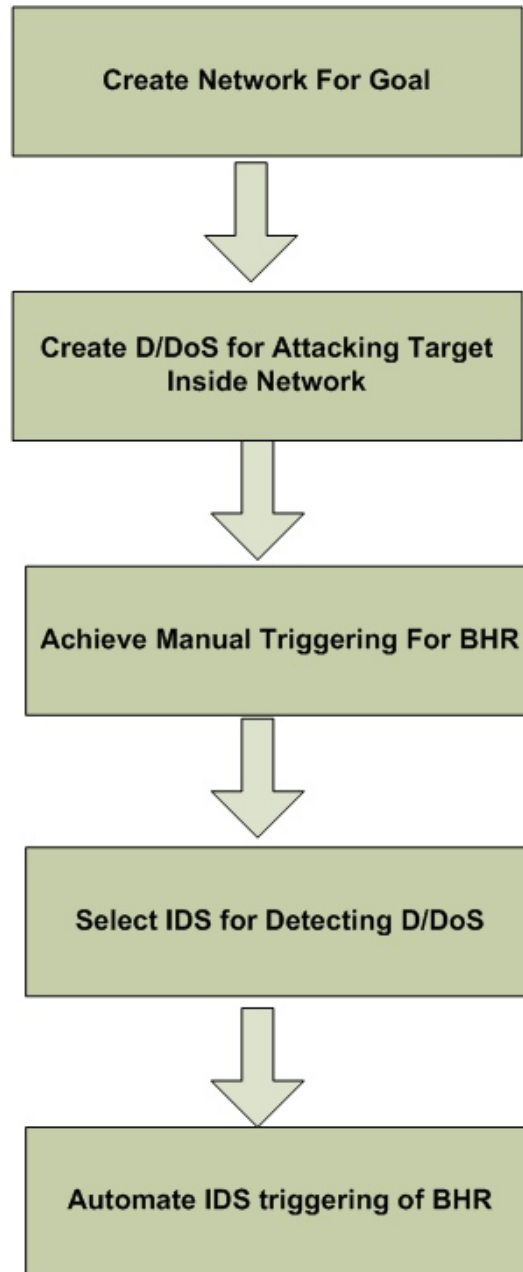 Create Network For Goal
Create D/DoS for Attacking Target
Inside Network
Achieve Manual Triggering For BHR
Select IDS for Detecting D/DoS
Automate IDS triggering of BHR